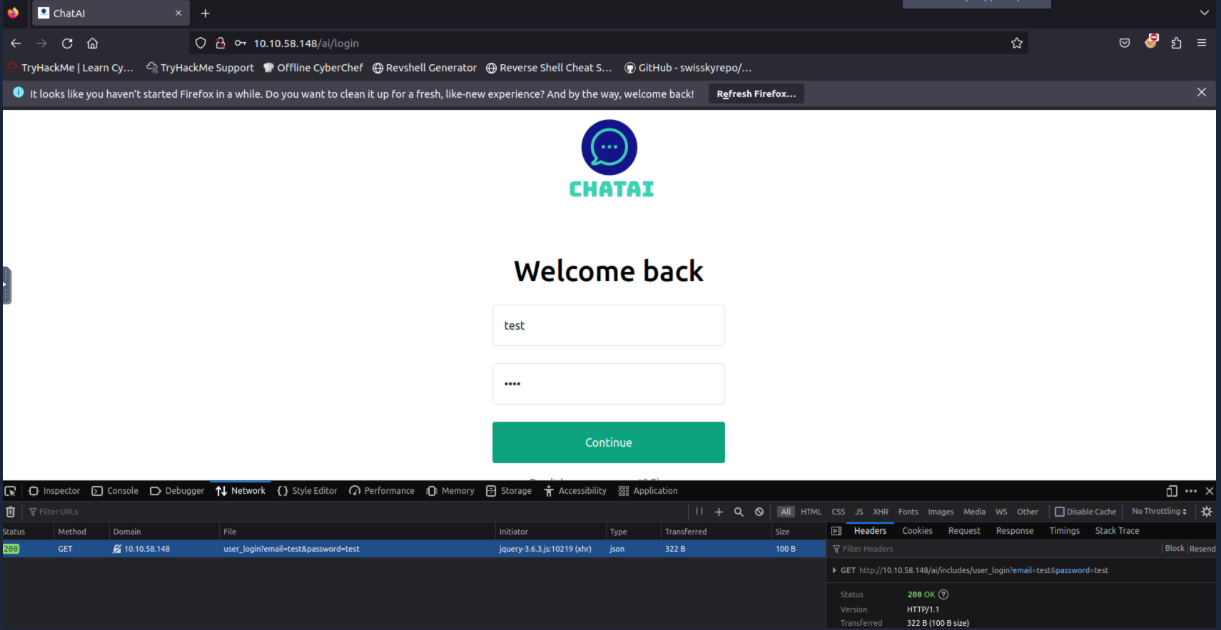 ChatAI
10.10.58.148/ai/login
TryHackMe | Learn Cy... TryHackMe Support Offline CyberChef Revshell Generator Reverse Shell Cheat S... GitHub - swisskyrepo/...
It looks like you haven't started Firefox in a while. Do you want to clean it up for a fresh, like-new experience? And by the way, welcome back! Refresh Firefox...
CHATAI
Welcome back
test
••••
Continue
Inspector Console Debugger Network Style Editor Performance Memory Storage Accessibility Application
Filter URLs All HTML CSS JS XHR Fonts Images Media WS Other Disable Cache No Throttling
Status Method Domain File Initiator Type Transferred Size
200 GET 10.10.58.148 user_login?email=test&password=test jquery-3.6.3.js:10219 (xhr) json 322 B 100 B
Headers Cookies Request Response Timings Stack Trace
Filter Headers Block Resend
GET http://10.10.58.148/ai/includes/user_login?email=test&password=test
Status 200 OK
Version HTTP/1.1
Transferred 322 B (100 B size)